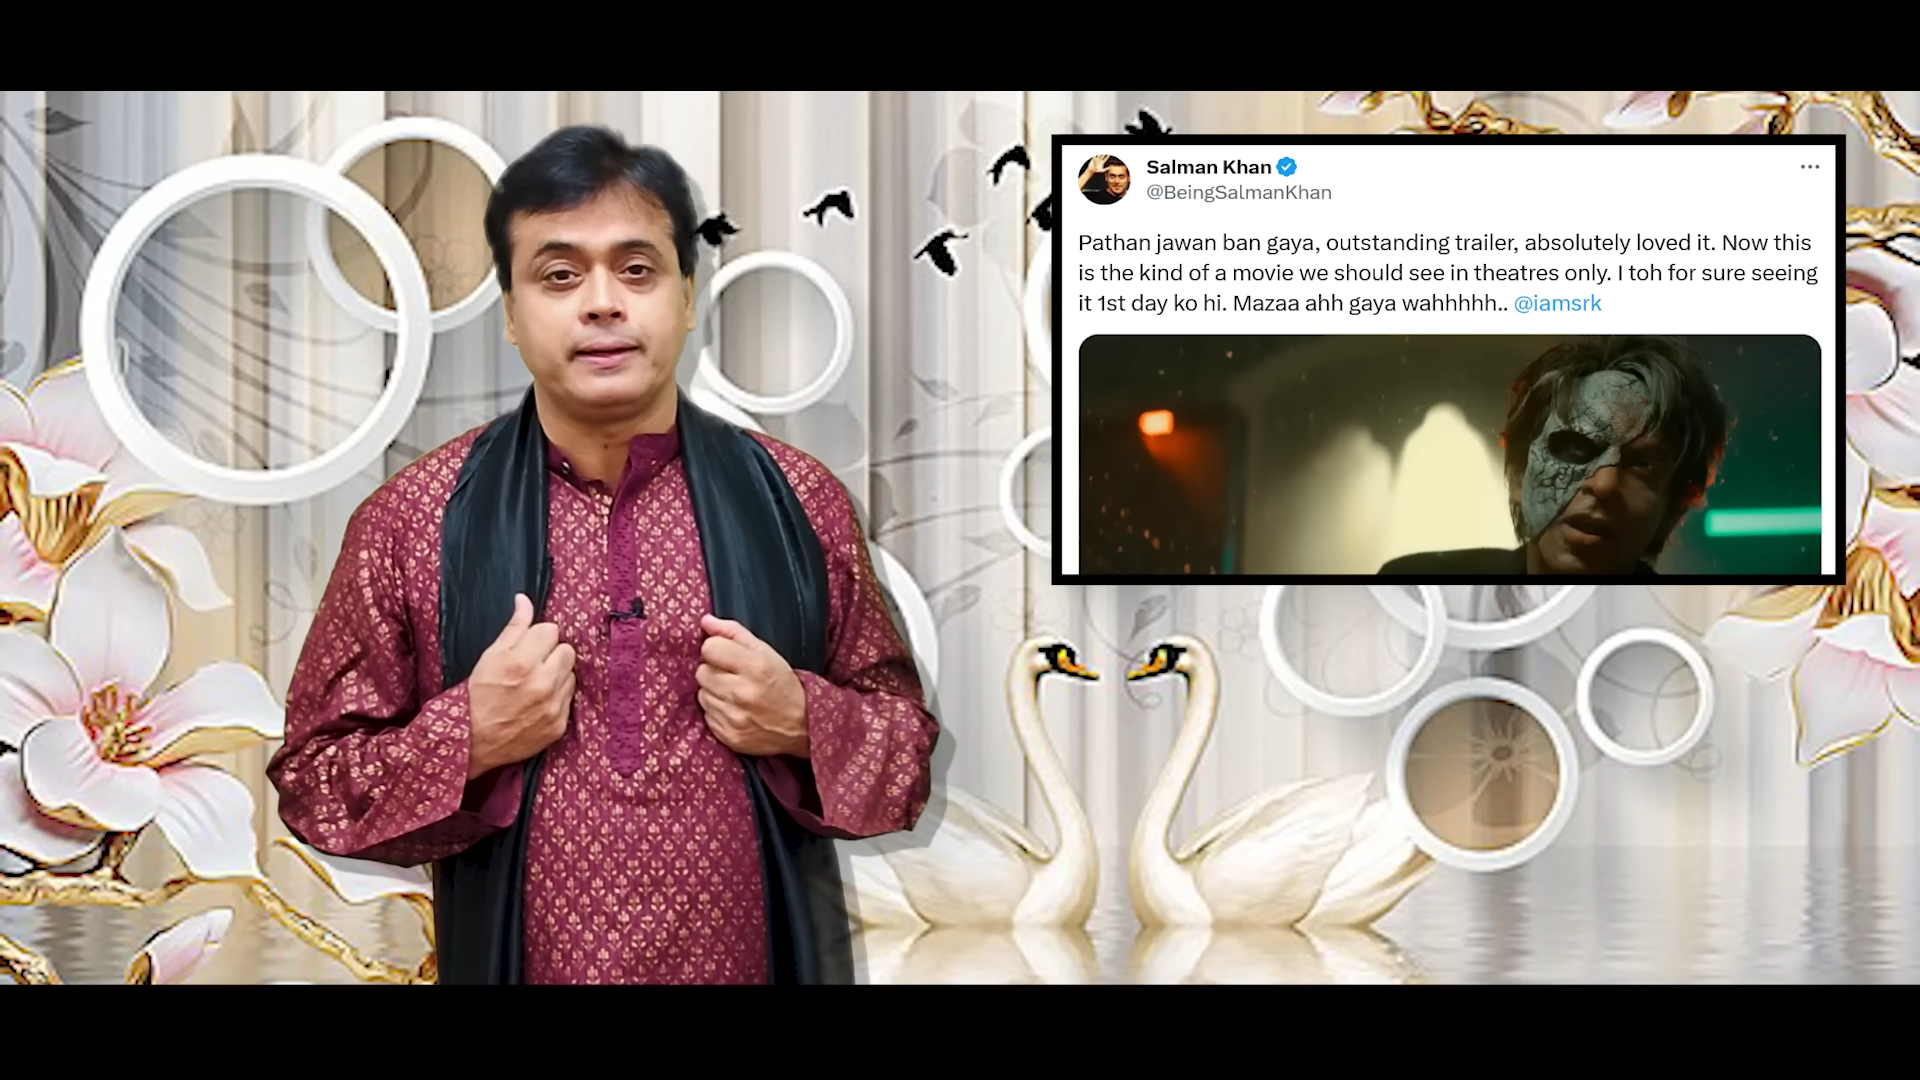 Salman Khan
@BeingSalmanKhan
Pathan jawan ban gaya, outstanding trailer, absolutely loved it. Now this
is the kind of a movie we should see in theatres only. I toh for sure seeing
it 1st day ko hi. Mazaa ahh gaya wahhhhh.. @iamsrk